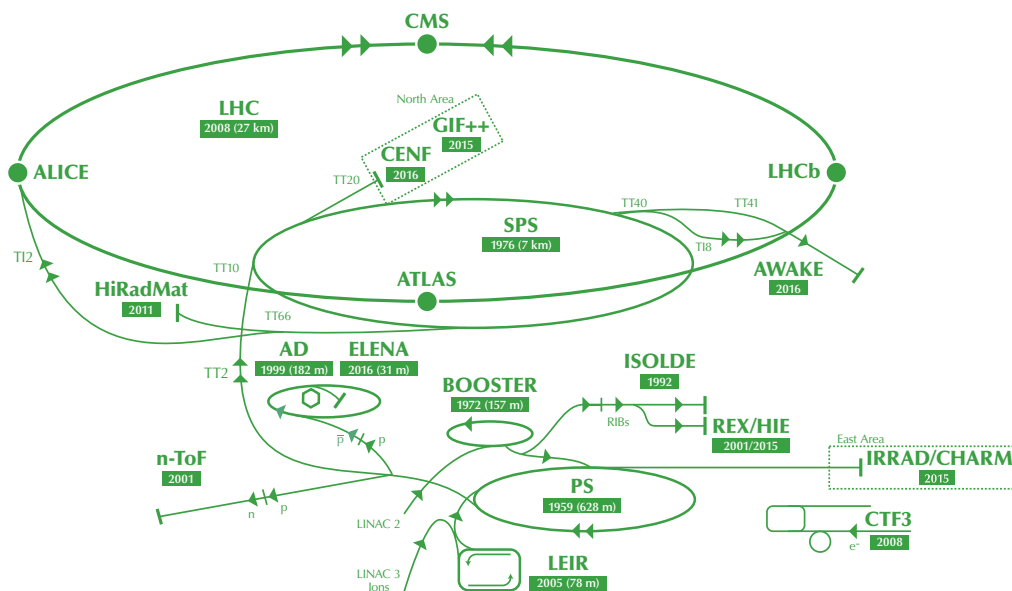 CMS
North Area
LHC
2008 (27 km)
GIF++
2015
CENF
2016
ALICE
TT20
LHCb
TT40
TT41
SPS
1976 (7 km)
TI8
TI2
TT10
ATLAS
AWAKE
2016
HiRadMat
2011
TT66
AD
1999 (182 m)
ELENA
2016 (31 m)
TT2
ISOLDE
1992
BOOSTER
1972 (157 m)
RIBs
REX/HIE
2001/2015
p̅
p
East Area
n-ToF
2001
IRRAD/CHARM
2015
PS
1959 (628 m)
n
p
LINAC 2
CTF3
2008
e⁻
LEIR
2005 (78 m)
LINAC 3
Ions